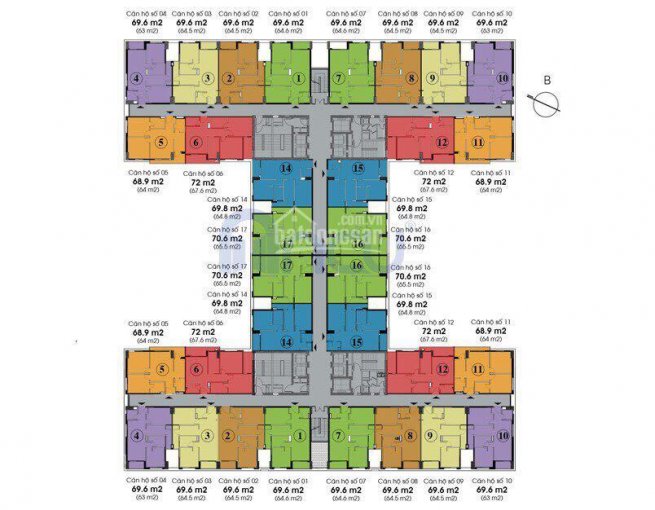 Căn hộ số 04 Căn hộ số 03 Căn hộ số 02 Căn hộ số 01 Căn hộ số 07 Căn hộ số 08 Căn hộ số 09 Căn hộ số 10
69.6 m2 69.6 m2 69.6 m2 69.6 m2 69.6 m2 69.6 m2 69.6 m2 69.6 m2
(63 m2) (64.5 m2) (64.5 m2) (64.6 m2) (64.6 m2) (64.5 m2) (64.5 m2) (63 m2)
4 3 2 1 7 8 9 10
B
5 6 12 11
14 15
Căn hộ số 05 Căn hộ số 06 Căn hộ số 12 Căn hộ số 11
68.9 m2 72 m2 72 m2 68.9 m2
(64 m2) (67.6 m2) (67.6 m2) (64 m2)
Căn hộ số 14 Căn hộ số 15
69.8 m2 69.8 m2
(64.8 m2) (64.8 m2)
Căn hộ số 17 Căn hộ số 16
70.6 m2 70.6 m2
(65.5 m2) (65.5 m2)
batdongsan
.com.vn
17 16
17 16
Căn hộ số 17 Căn hộ số 16
70.6 m2 70.6 m2
(65.5 m2) (65.5 m2)
Căn hộ số 14 Căn hộ số 15
69.8 m2 69.8 m2
(64.8 m2) (64.8 m2)
14 15
Căn hộ số 05 Căn hộ số 06 Căn hộ số 12 Căn hộ số 11
68.9 m2 72 m2 72 m2 68.9 m2
(64 m2) (67.6 m2) (67.6 m2) (64 m2)
5 6 12 11
4 3 2 1 7 8 9 10
Căn hộ số 04 Căn hộ số 03 Căn hộ số 02 Căn hộ số 01 Căn hộ số 07 Căn hộ số 08 Căn hộ số 09 Căn hộ số 10
69.6 m2 69.6 m2 69.6 m2 69.6 m2 69.6 m2 69.6 m2 69.6 m2 69.6 m2
(63 m2) (64.5 m2) (64.5 m2) (64.6 m2) (64.6 m2) (64.5 m2) (64.5 m2) (63 m2)